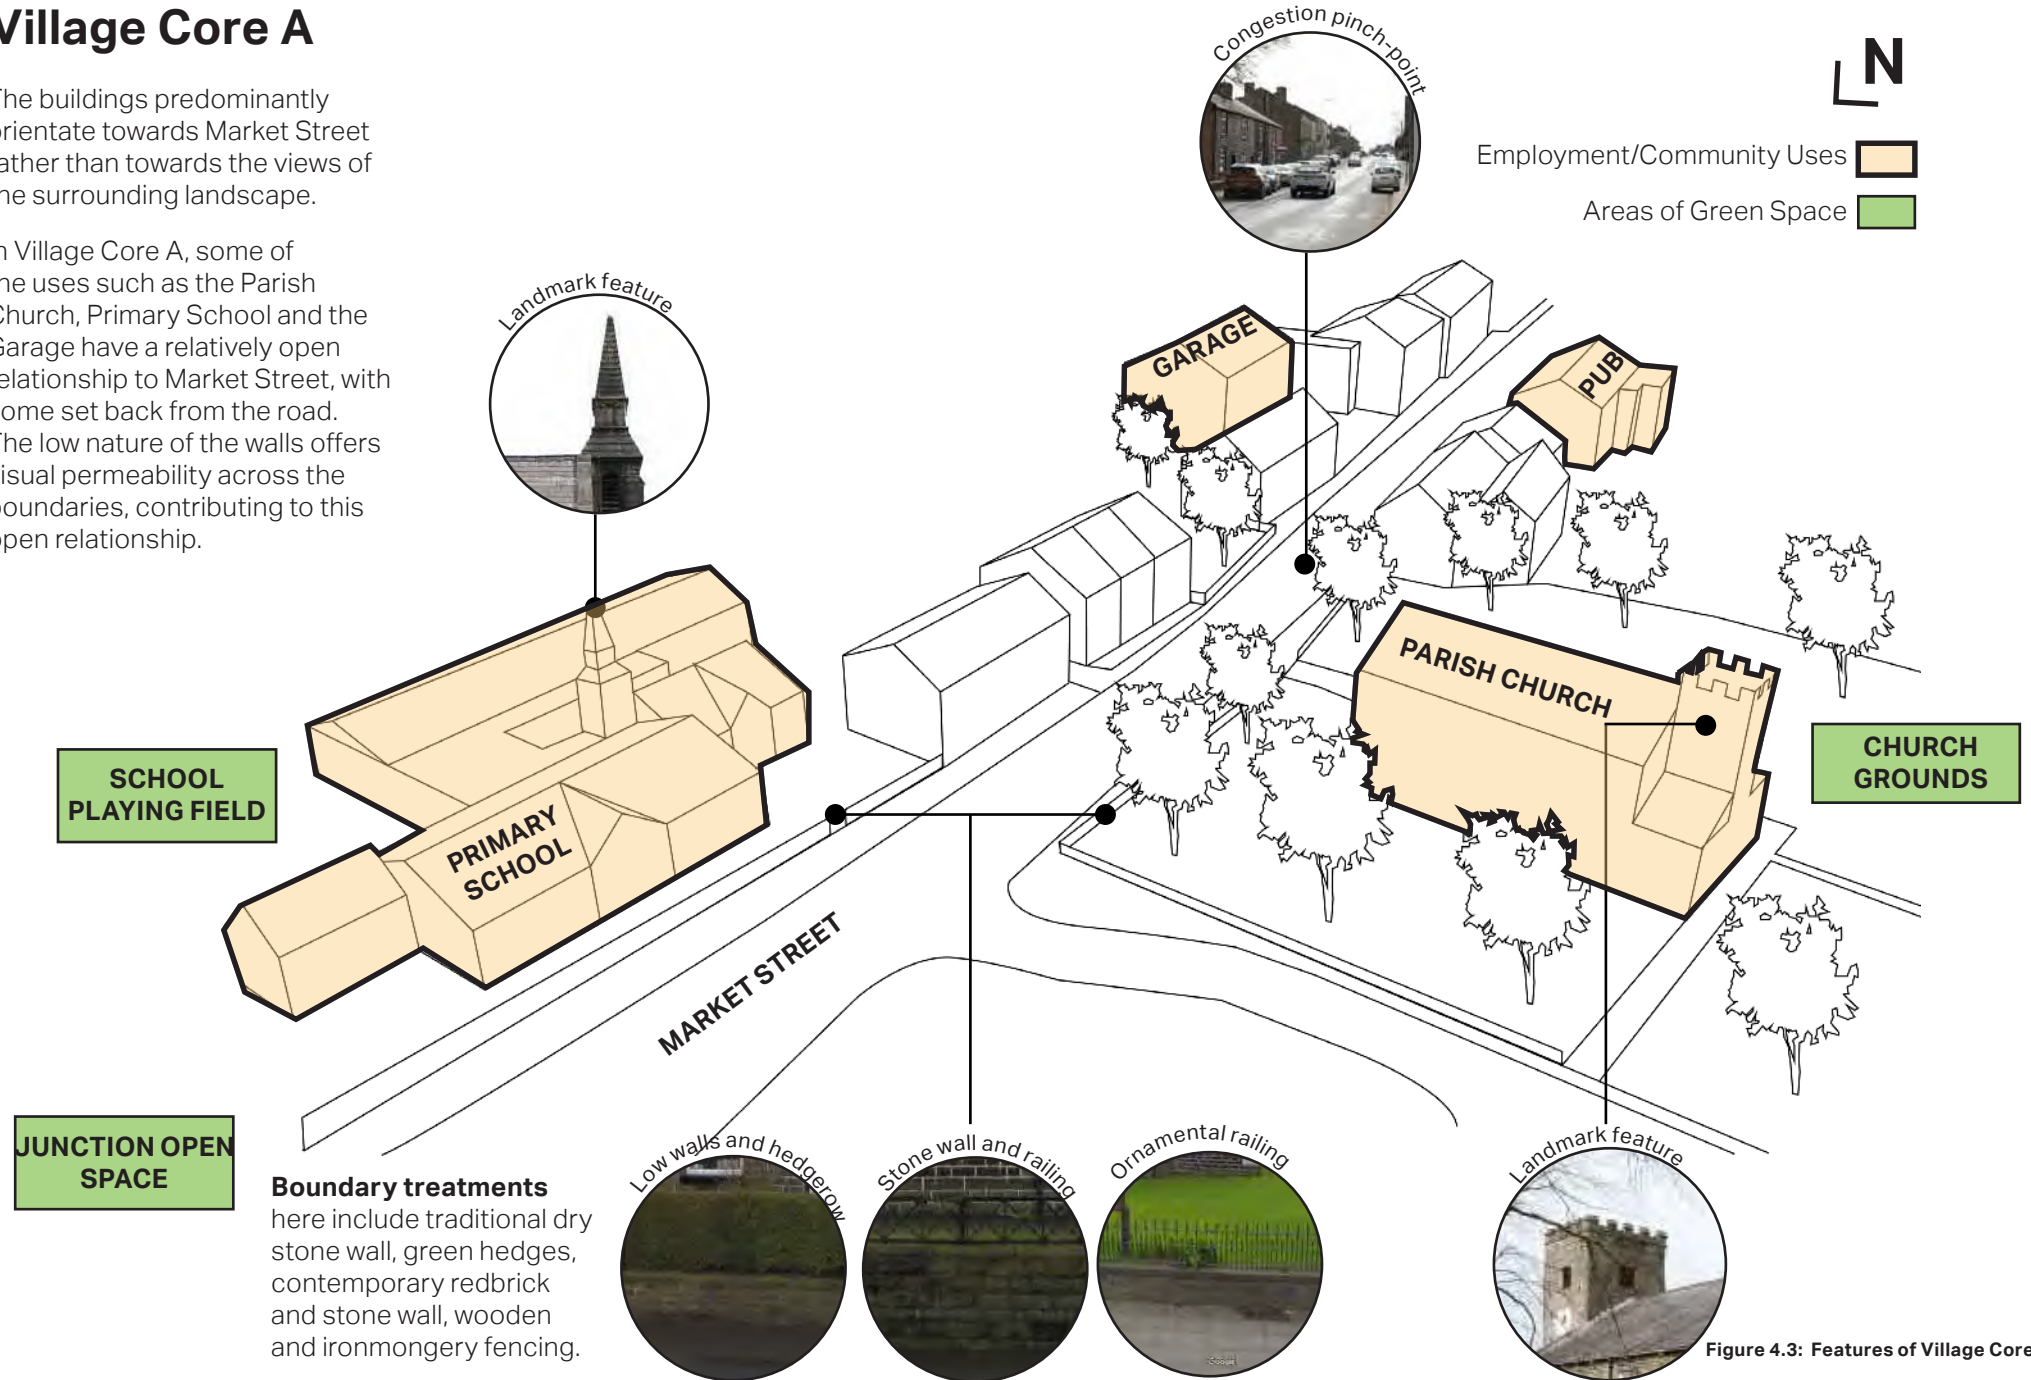 Village Core A
The buildings predominantly
orientate towards Market Street
rather than towards the views of
the surrounding landscape.
In Village Core A, some of
the uses such as the Parish
Church, Primary School and the
Garage have a relatively open
relationship to Market Street, with
some set back from the road.
The low nature of the walls offers
visual permeability across the
boundaries, contributing to this
open relationship.
Congestion pinch-point
N
Employment/Community Uses
Areas of Green Space
Landmark feature
GARAGE
PUB
PARISH CHURCH
CHURCH
GROUNDS
SCHOOL
PLAYING FIELD
PRIMARY
SCHOOL
MARKET STREET
JUNCTION OPEN
SPACE
Boundary treatments
here include traditional dry
stone wall, green hedges,
contemporary redbrick
and stone wall, wooden
and ironmongery fencing.
Low walls and hedgerow
Stone wall and railing
Ornamental railing
Google
Landmark feature
Figure 4.3: Features of Village Core